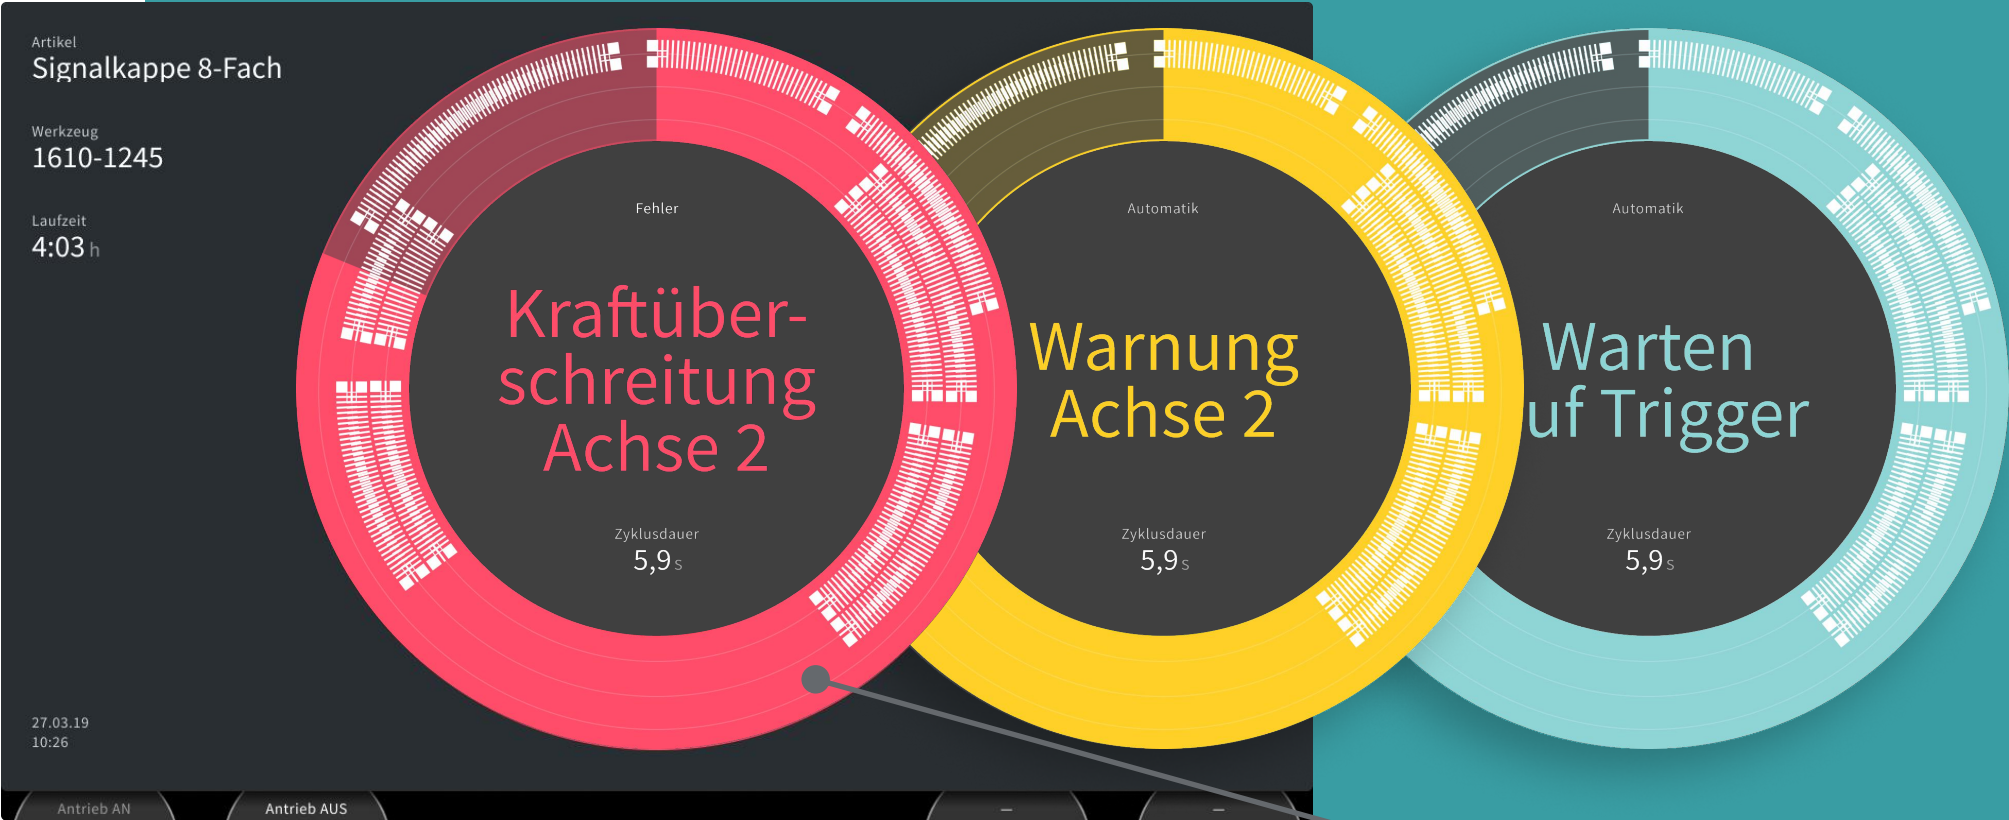 Artikel
Signalkappe 8-Fach
Werkzeug
1610-1245
Laufzeit
4:03 h
27.03.19
10:26
Fehler
Kraftüber-
schreitung
Achse 2
Zyklusdauer
5,9 s
Automatik
Warnung
Achse 2
Zyklusdauer
5,9 s
Automatik
Warten
uf Trigger
Zyklusdauer
5,9 s
Antrieb AN
Antrieb AUS
–
–